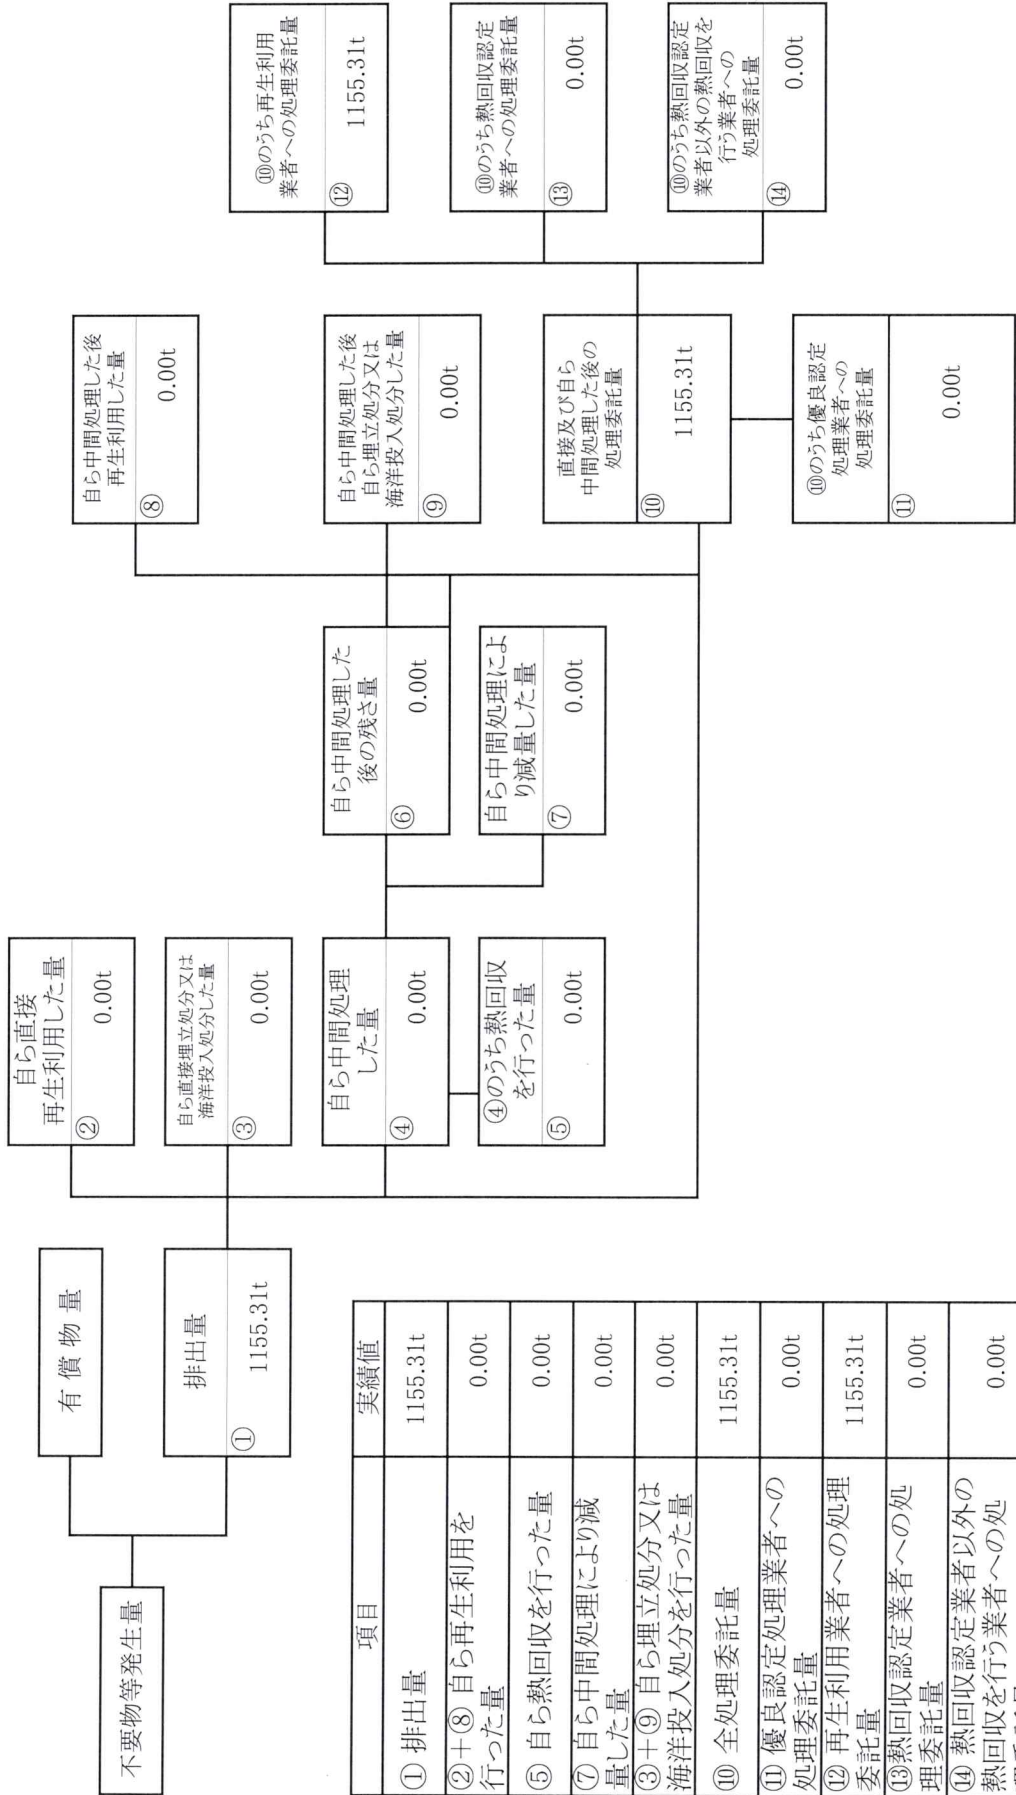 不要物等発生量
有償物量
排出量
① 1155.31t
自ら直接
再生利用した量
② 0.00t
自ら直接埋立処分又は
海洋投入処分した量
③ 0.00t
自ら中間処理
した量
④ 0.00t
④のうち熱回収
を行った量
⑤ 0.00t
自ら中間処理した
後の残さ量
⑥ 0.00t
自ら中間処理によ
り減量した量
⑦ 0.00t
自ら中間処理した後
再生利用した量
⑧ 0.00t
自ら中間処理した後
自ら埋立処分又は
海洋投入処分した量
⑨ 0.00t
直接及び自ら
中間処理した後の
処理委託量
⑩ 1155.31t
⑩のうち優良認定
処理業者への
処理委託量
⑪ 0.00t
⑩のうち再生利用
業者への処理委託量
⑫ 1155.31t
⑩のうち熱回収認定
業者への処理委託量
⑬ 0.00t
⑩のうち熱回収認定
業者以外の熱回収を
行う業者への
処理委託量
⑭ 0.00t
項目 実績値
① 排出量 1155.31t
②+⑧ 自ら再生利用を
行った量 0.00t
⑤ 自ら熱回収を行った量 0.00t
⑦ 自ら中間処理により減
量した量 0.00t
③+⑨ 自ら埋立処分又は
海洋投入処分を行った量 0.00t
⑩ 全処理委託量 1155.31t
⑪ 優良認定処理業者への
処理委託量 0.00t
⑫ 再生利用業者への処理
委託量 1155.31t
⑬熱回収認定業者への処
理委託量 0.00t
⑭ 熱回収認定業者以外の
熱回収を行う業者への処 0.00t